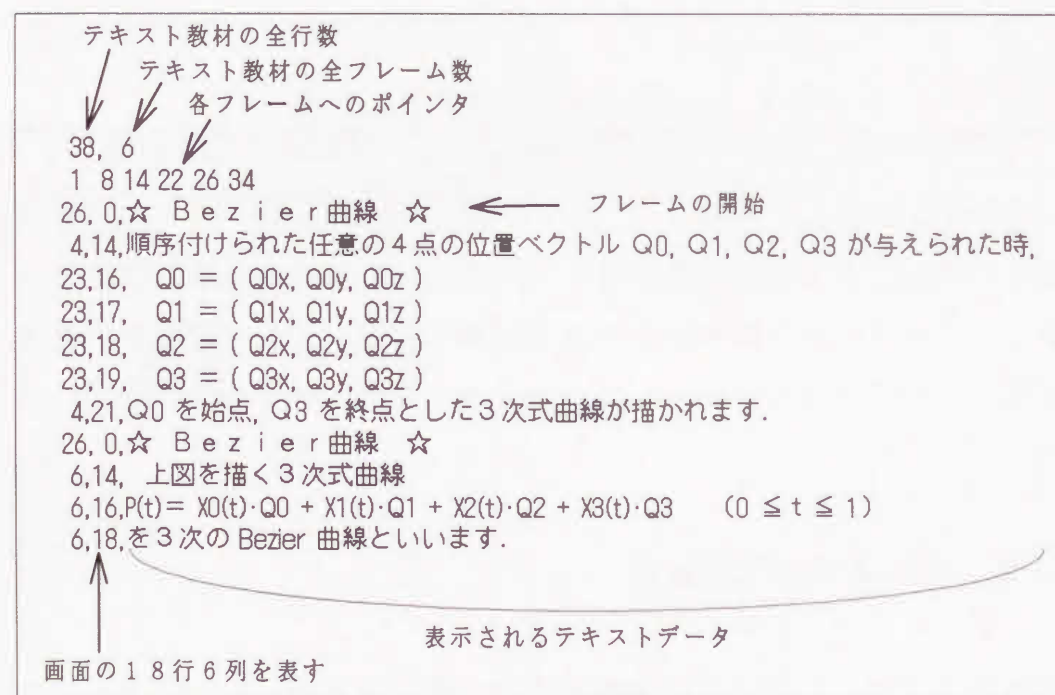 テキスト教材の全行数
テキスト教材の全フレーム数
各フレームへのポインタ
38, 6
1 8 14 22 26 34
26, 0,☆ Ｂｅｚｉｅｒ曲線 ☆ フレームの開始
4,14,順序付けられた任意の４点の位置ベクトル Q0, Q1, Q2, Q3 が与えられた時,
23,16, Q0 ＝ ( Q0x, Q0y, Q0z )
23,17, Q1 ＝ ( Q1x, Q1y, Q1z )
23,18, Q2 ＝ ( Q2x, Q2y, Q2z )
23,19, Q3 ＝ ( Q3x, Q3y, Q3z )
4,21,Q0 を始点, Q3 を終点とした３次式曲線が描かれます.
26, 0,☆ Ｂｅｚｉｅｒ曲線 ☆
6,14, 上図を描く３次式曲線
6,16,P(t)＝ X0(t)·Q0 + X1(t)·Q1 + X2(t)·Q2 + X3(t)·Q3 (0 ≦ t ≦ 1)
6,18,を３次の Bezier 曲線といいます.
表示されるテキストデータ
画面の１８行６列を表す